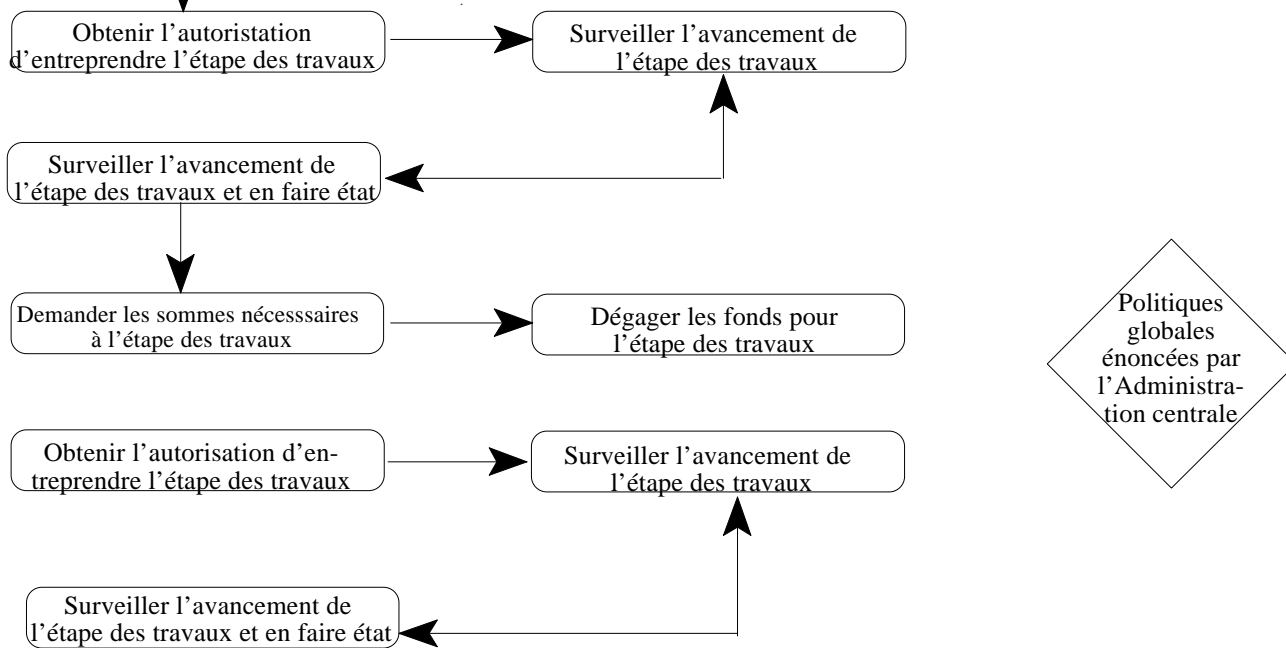 Obtenir l’autoristation
d’entreprendre l’étape des travaux
Surveiller l’avancement de
l’étape des travaux
Surveiller l’avancement de
l’étape des travaux et en faire état
Demander les sommes nécesssaires
à l’étape des travaux
Dégager les fonds pour
l’étape des travaux
Politiques
globales
énoncées par
l’Administra-
tion centrale
Obtenir l’autorisation d’en-
treprendre l’étape des travaux
Surveiller l’avancement de
l’étape des travaux
Surveiller l’avancement de
l’étape des travaux et en faire état